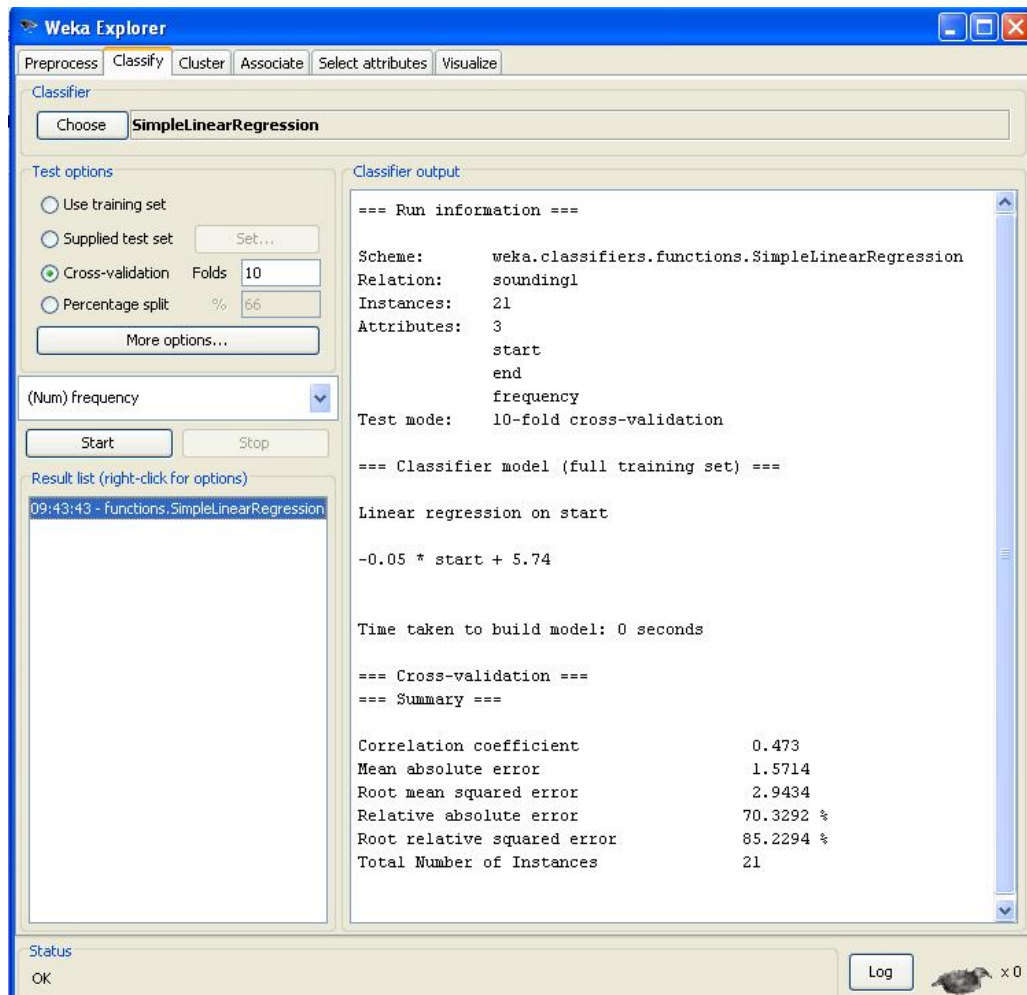 Weka Explorer
Preprocess Classify Cluster Associate Select attributes Visualize
Classifier
Choose SimpleLinearRegression
Test options
Use training set
Supplied test set Set...
Cross-validation Folds 10
Percentage split % 66
More options...
(Num) frequency
Start Stop
Result list (right-click for options)
09:43:43 - functions.SimpleLinearRegression
Classifier output
=== Run information ===
Scheme: weka.classifiers.functions.SimpleLinearRegression
Relation: sounding1
Instances: 21
Attributes: 3
start
end
frequency
Test mode: 10-fold cross-validation
=== Classifier model (full training set) ===
Linear regression on start
-0.05 * start + 5.74
Time taken to build model: 0 seconds
=== Cross-validation ===
=== Summary ===
Correlation coefficient 0.473
Mean absolute error 1.5714
Root mean squared error 2.9434
Relative absolute error 70.3292 %
Root relative squared error 85.2294 %
Total Number of Instances 21
Status
OK
Log
x 0